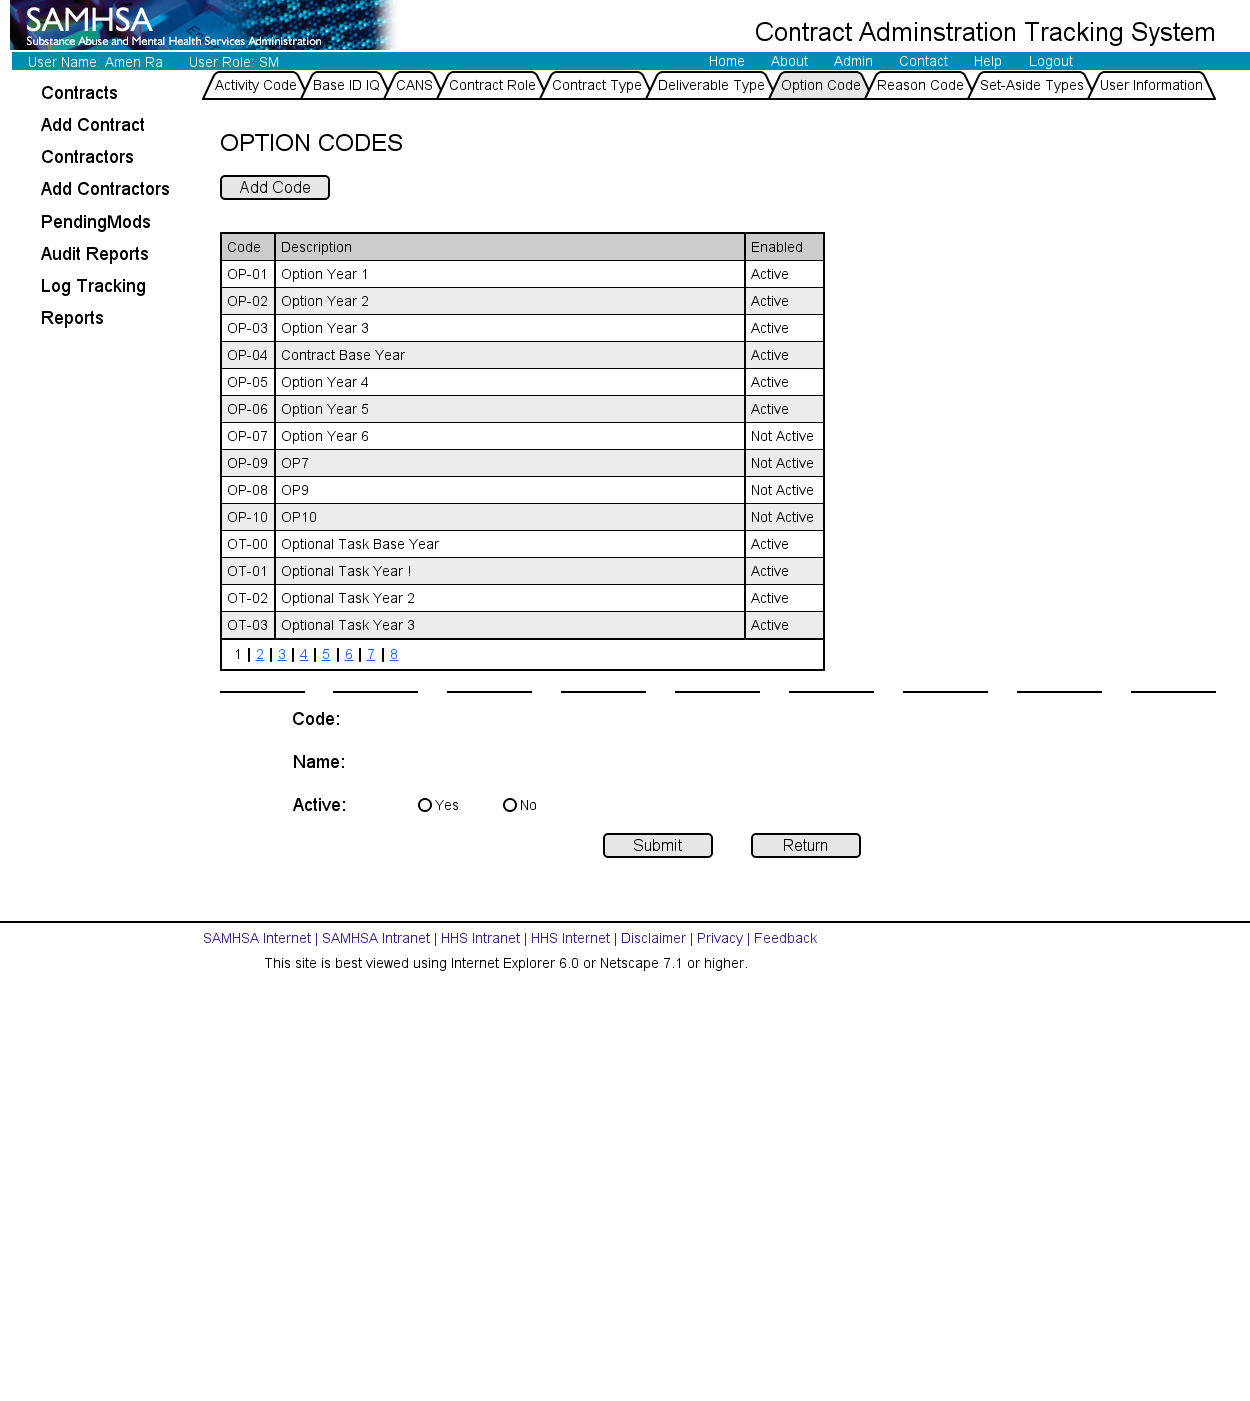 SAMHSA
Substance Abuse and Mental Health Services Administration
Contract Adminstration Tracking System
User Name: Amen Ra User Role: SM Home About Admin Contact Help Logout
Activity Code Base ID IQ CANS Contract Role Contract Type Deliverable Type Option Code Reason Code Set-Aside Types User Information
Contracts
Add Contract
Contractors
Add Contractors
PendingMods
Audit Reports
Log Tracking
Reports
OPTION CODES
Add Code
Code Description Enabled
OP-01 Option Year 1 Active
OP-02 Option Year 2 Active
OP-03 Option Year 3 Active
OP-04 Contract Base Year Active
OP-05 Option Year 4 Active
OP-06 Option Year 5 Active
OP-07 Option Year 6 Not Active
OP-09 OP7 Not Active
OP-08 OP9 Not Active
OP-10 OP10 Not Active
OT-00 Optional Task Base Year Active
OT-01 Optional Task Year ! Active
OT-02 Optional Task Year 2 Active
OT-03 Optional Task Year 3 Active
1 | 2 | 3 | 4 | 5 | 6 | 7 | 8
Code:
Name:
Active: Yes No
Submit Return
SAMHSA Internet | SAMHSA Intranet | HHS Intranet | HHS Internet | Disclaimer | Privacy | Feedback
This site is best viewed using Internet Explorer 6.0 or Netscape 7.1 or higher.